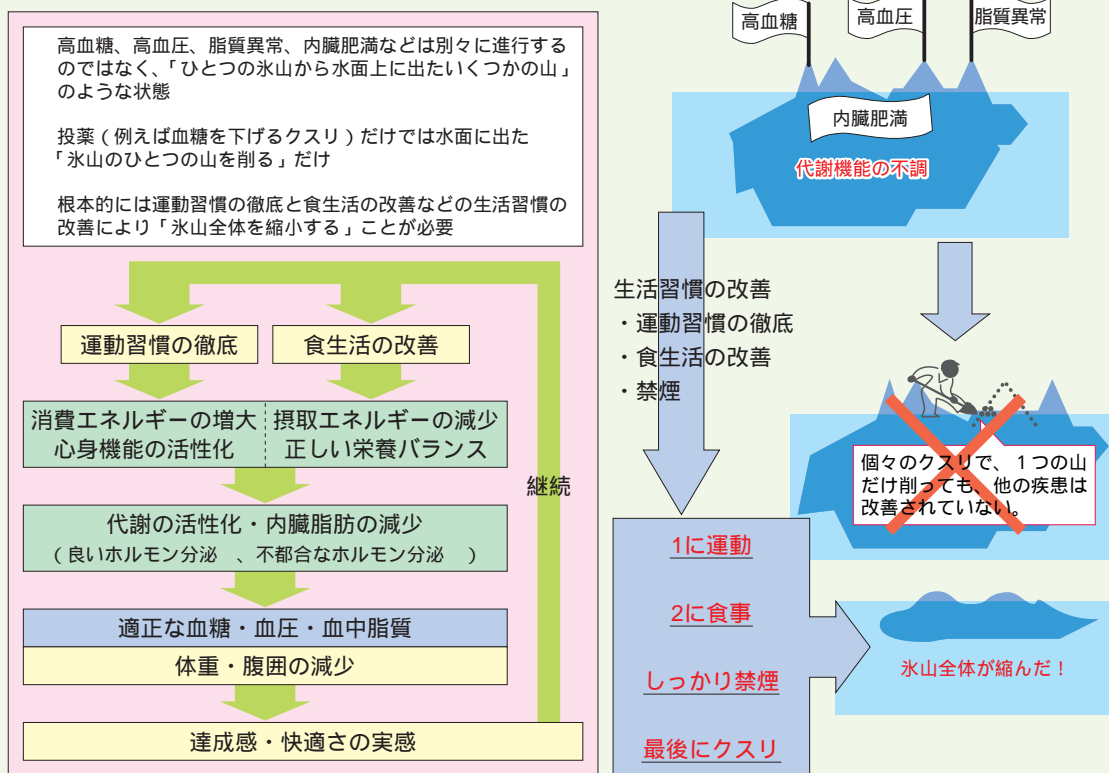 高血糖、高血圧、脂質異常、内臓肥満などは別々に進行する
のではなく、「ひとつの氷山から水面上に出たいくつかの山」
のような状態
投薬（例えば血糖を下げるクスリ）だけでは水面に出た
「氷山のひとつの山を削る」だけ
根本的には運動習慣の徹底と食生活の改善などの生活習慣の
改善により「氷山全体を縮小する」ことが必要
運動習慣の徹底
食生活の改善
消費エネルギーの増大
心身機能の活性化
摂取エネルギーの減少
正しい栄養バランス
継続
代謝の活性化・内臓脂肪の減少
（良いホルモン分泌　、不都合なホルモン分泌　）
適正な血糖・血圧・血中脂質
体重・腹囲の減少
達成感・快適さの実感
高血糖
高血圧
脂質異常
内臓肥満
代謝機能の不調
生活習慣の改善
・運動習慣の徹底
・食生活の改善
・禁煙
個々のクスリで、１つの山
だけ削っても、他の疾患は
改善されていない。
1に運動
2に食事
しっかり禁煙
最後にクスリ
氷山全体が縮んだ！